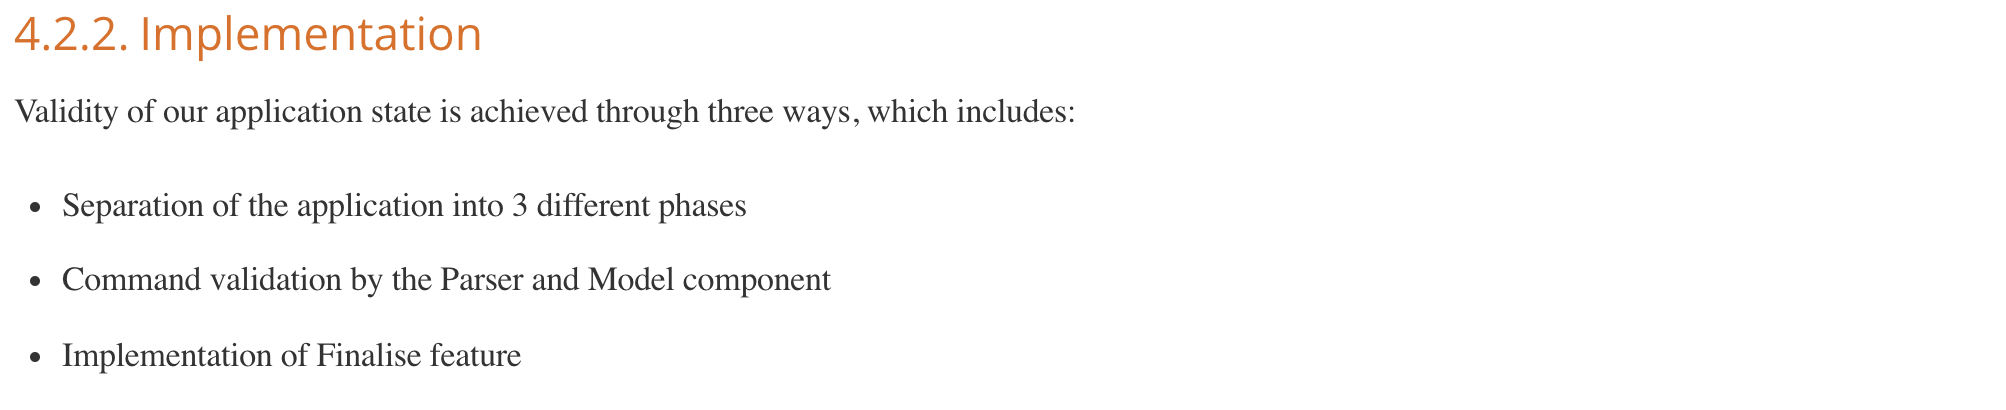 4.2.2. Implementation
Validity of our application state is achieved through three ways, which includes:
• Separation of the application into 3 different phases
• Command validation by the Parser and Model component
• Implementation of Finalise feature